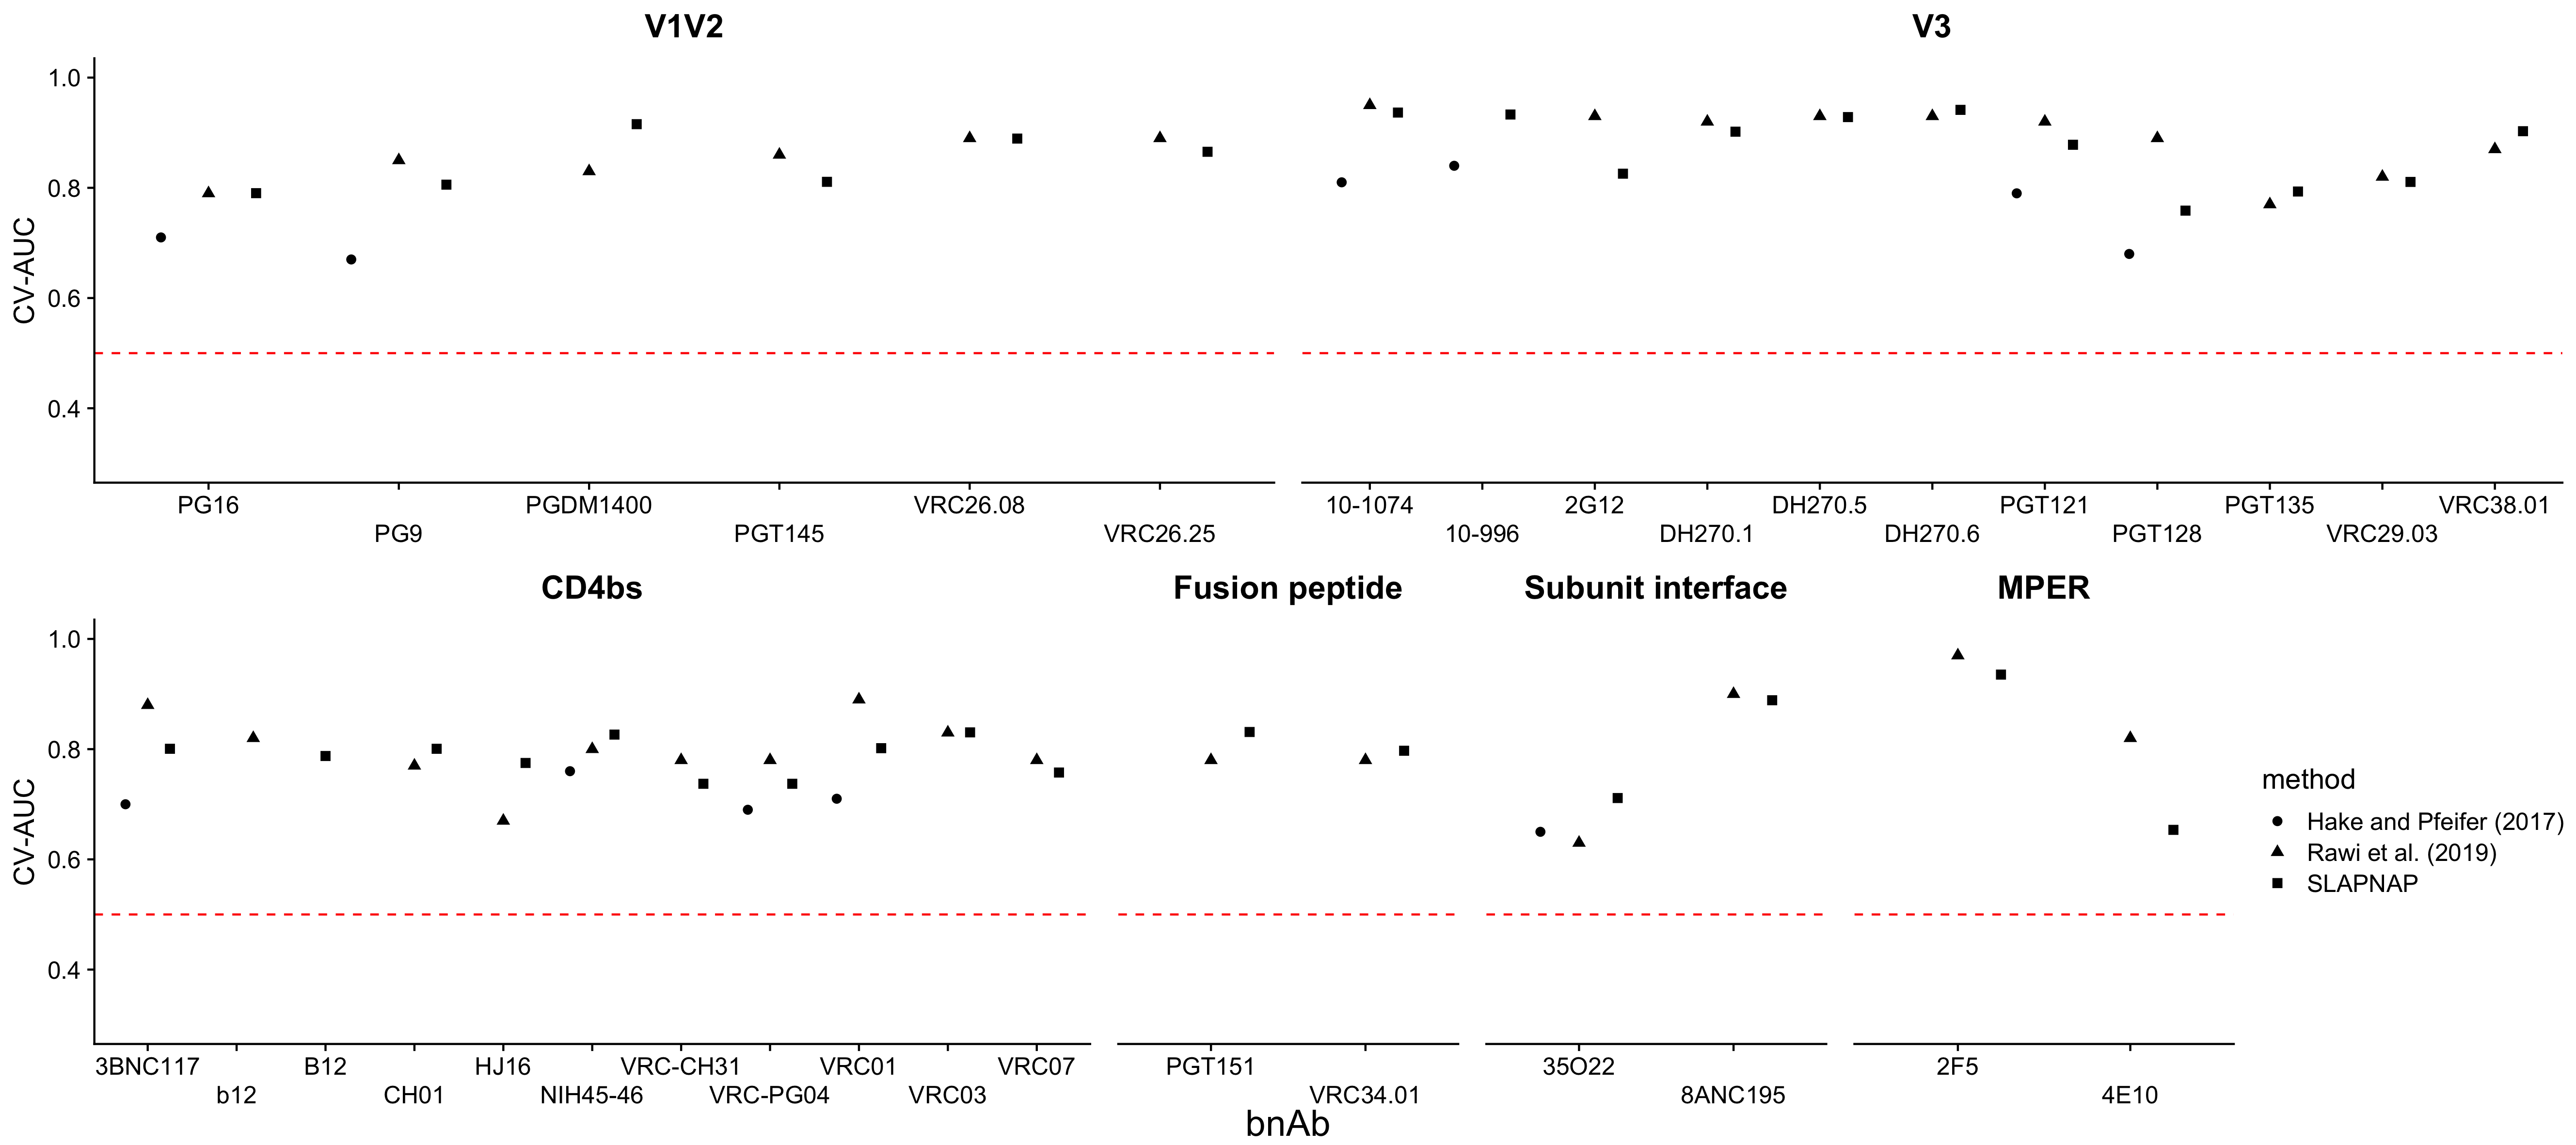 V1V2 V3
CV-AUC
1.0
0.8
0.6
0.4
PG16 PGDM1400 VRC26.08 10-1074 2G12 DH270.5 PGT121 PGT135 VRC38.01
PG9 PGT145 VRC26.25 10-996 DH270.1 DH270.6 PGT128 VRC29.03
CD4bs Fusion peptide Subunit interface MPER
CV-AUC
1.0
0.8
0.6
0.4
method
Hake and Pfeifer (2017)
Rawi et al. (2019)
SLAPNAP
3BNC117 B12 HJ16 VRC-CH31 VRC01 VRC07 PGT151 35O22 2F5
b12 CH01 NIH45-46 VRC-PG04 VRC03 VRC34.01 8ANC195 4E10
bnAb